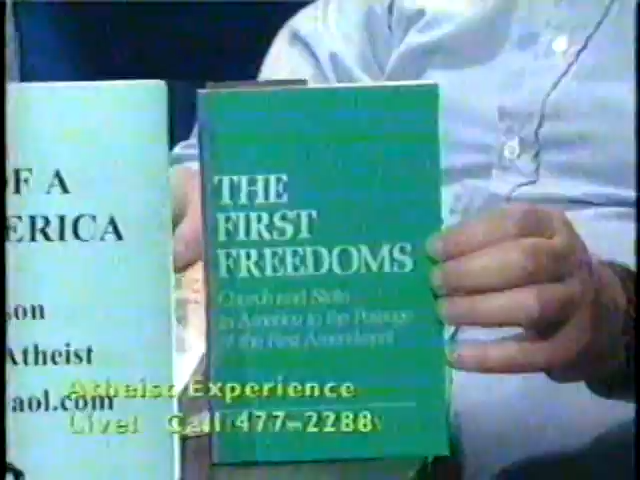 OF A
ERICA
son
Atheist
aol.com
THE
FIRST
FREEDOMS
Church and State
in America to the Passage
of the First Amendment
Atheist Experience
Live! Call 477-2288